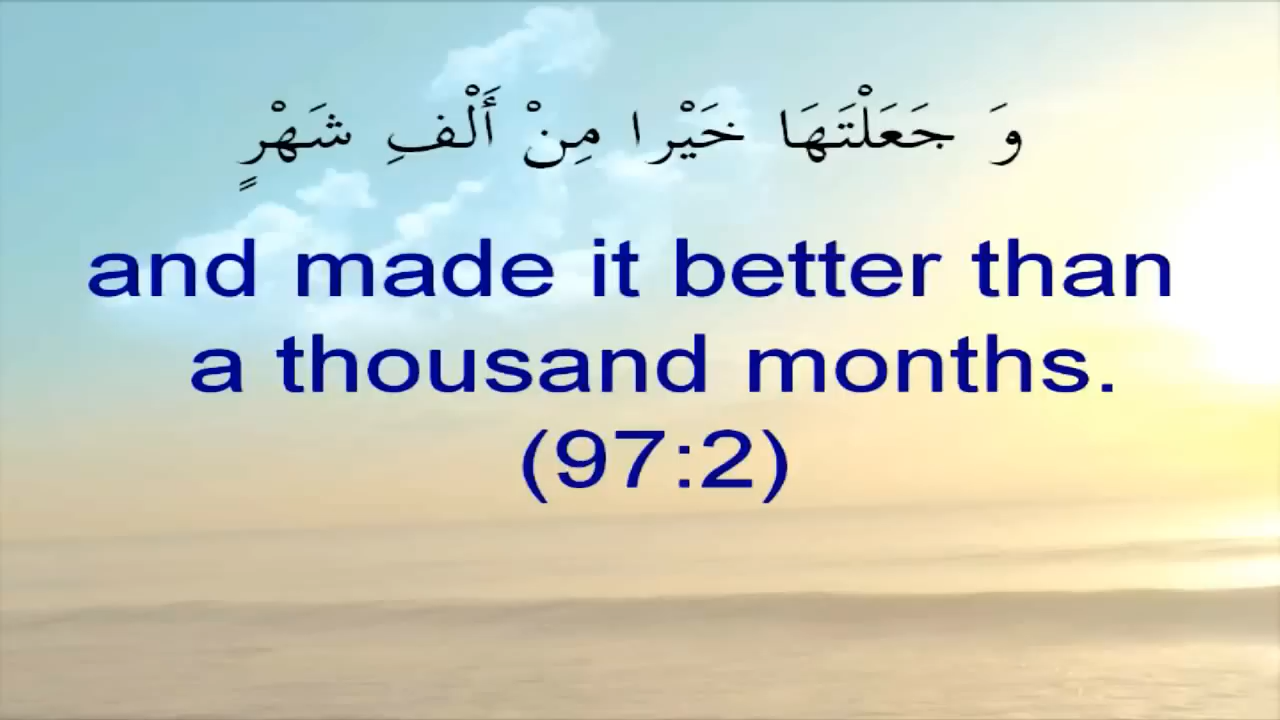 وَ جَعَلْتَهَا خَيْرا مِنْ أَلْفِ شَهْرٍ
and made it better than
a thousand months.
(97:2)